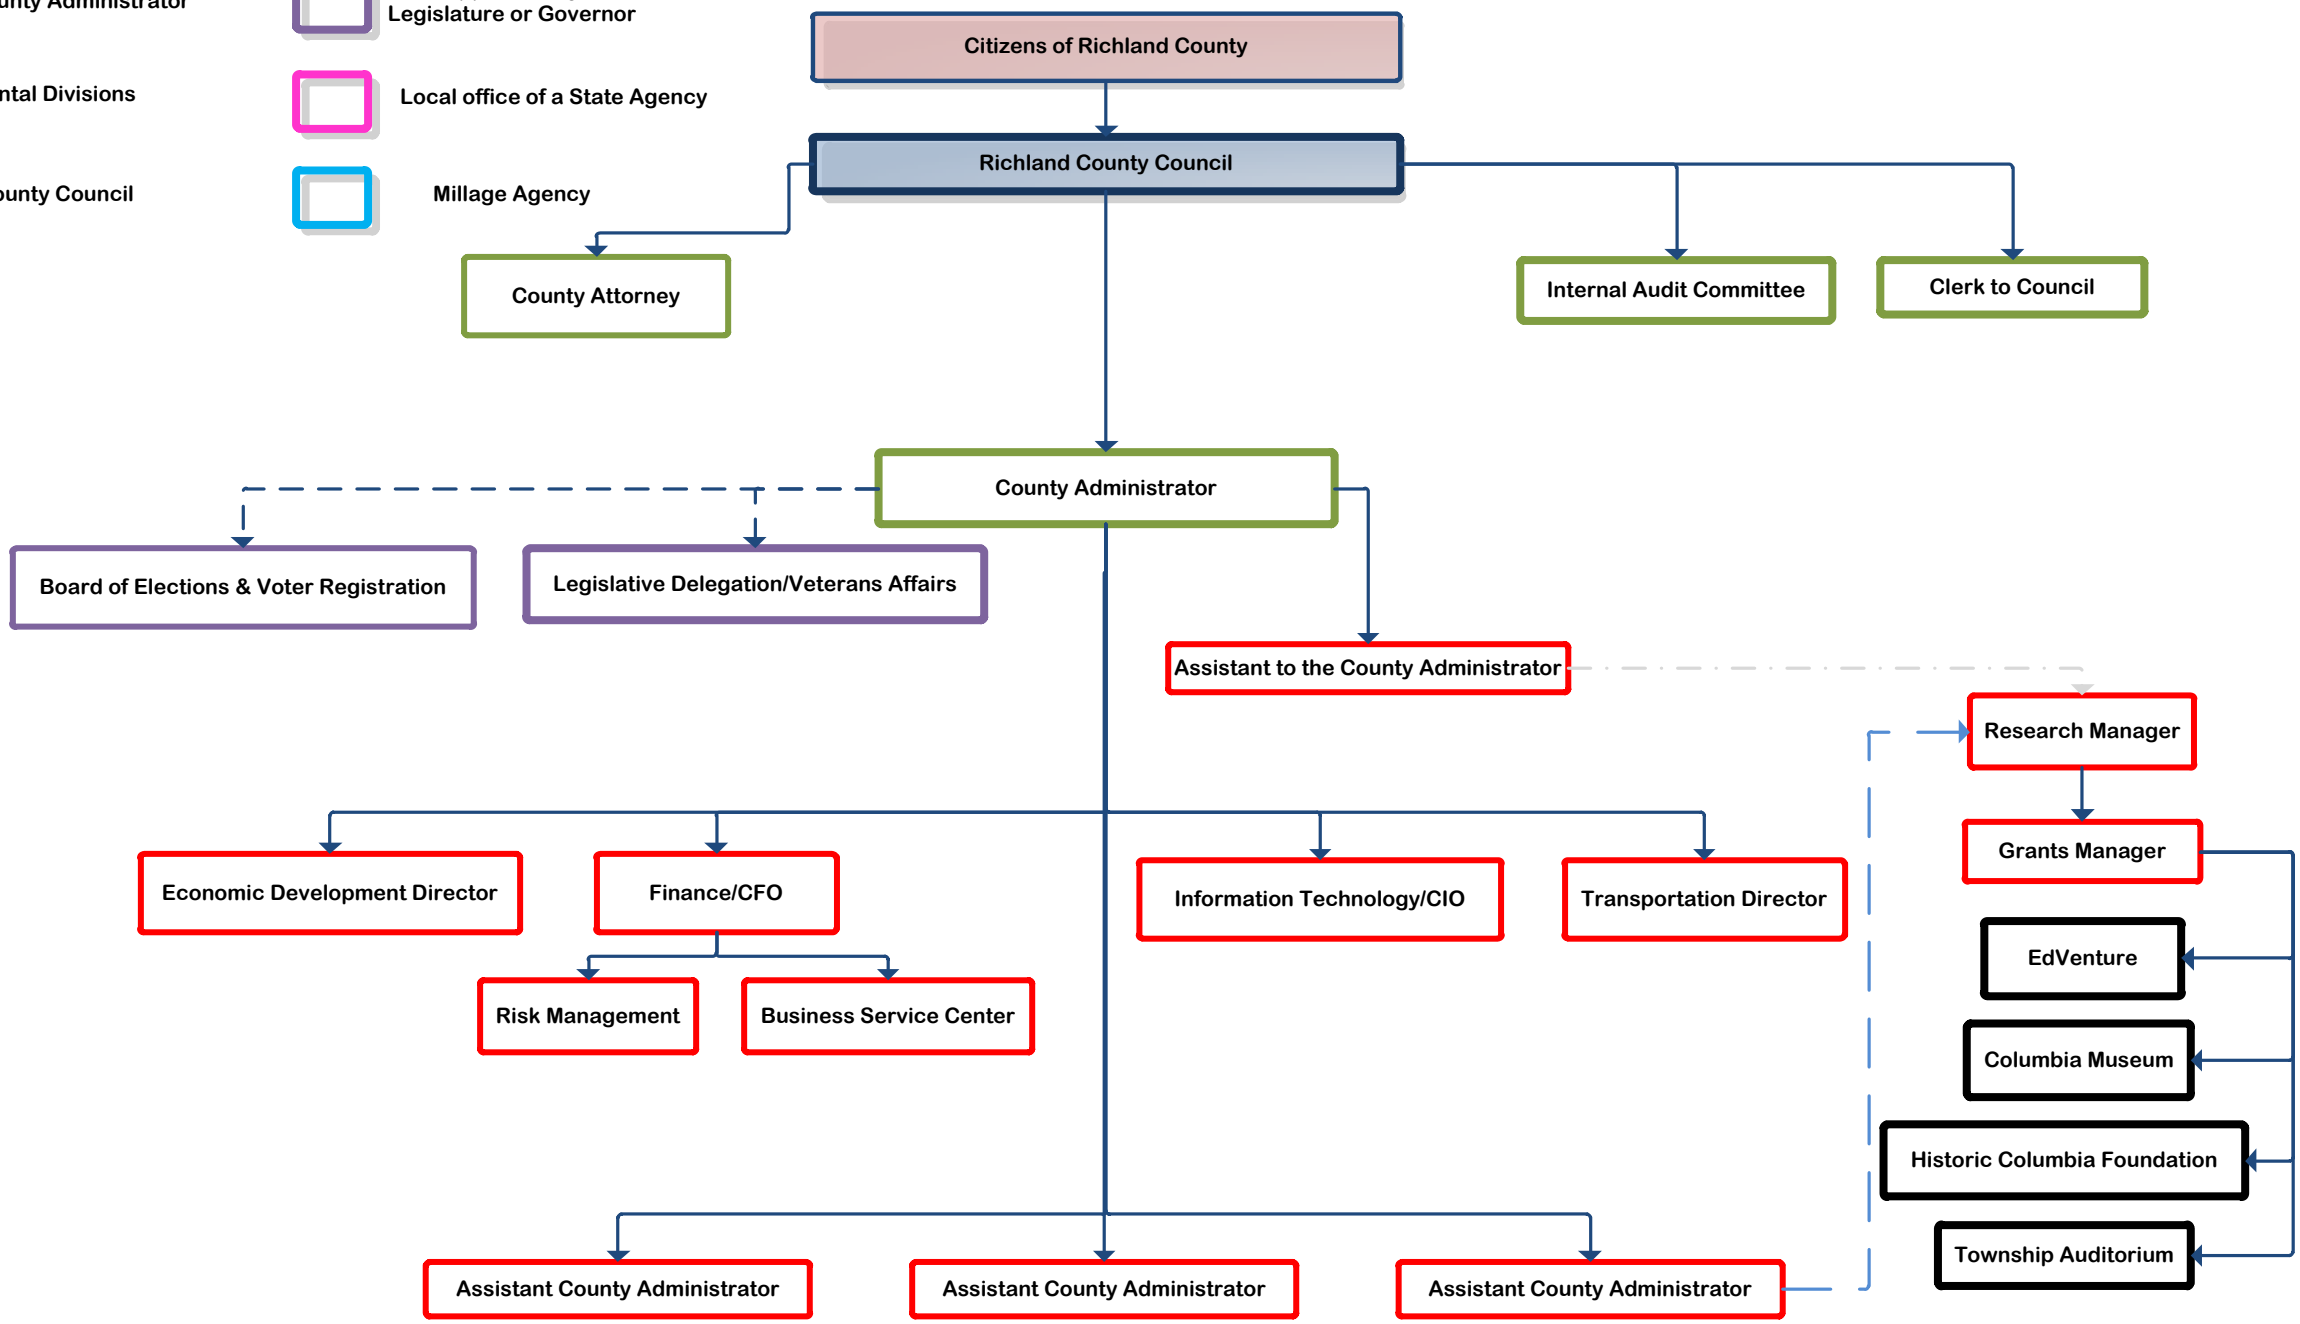 Administrator
Legislature or Governor
Citizens of Richland County
Divisions
Local office of a State Agency
Richland County Council
Council
Millage Agency
County Attorney
Internal Audit Committee
Clerk to Council
County Administrator
Board of Elections & Voter Registration
Legislative Delegation/Veterans Affairs
Assistant to the County Administrator
Research Manager
Grants Manager
Economic Development Director
Finance/CFO
Information Technology/CIO
Transportation Director
EdVenture
Risk Management
Business Service Center
Columbia Museum
Historic Columbia Foundation
Township Auditorium
Assistant County Administrator
Assistant County Administrator
Assistant County Administrator